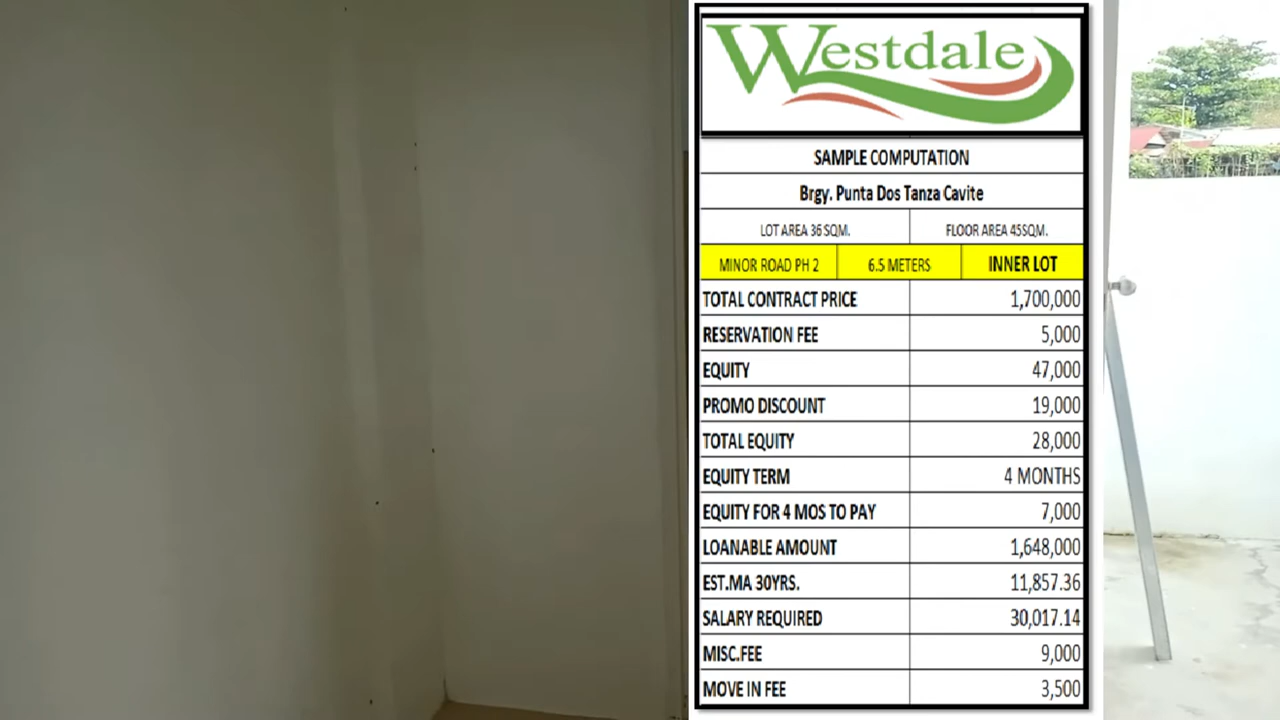 Westdale
SAMPLE COMPUTATION
Brgy. Punta Dos Tanza Cavite
LOT AREA 36 SQM. FLOOR AREA 45SQM.
MINOR ROAD PH 2 6.5 METERS INNER LOT
TOTAL CONTRACT PRICE 1,700,000
RESERVATION FEE 5,000
EQUITY 47,000
PROMO DISCOUNT 19,000
TOTAL EQUITY 28,000
EQUITY TERM 4 MONTHS
EQUITY FOR 4 MOS TO PAY 7,000
LOANABLE AMOUNT 1,648,000
EST.MA 30YRS. 11,857.36
SALARY REQUIRED 30,017.14
MISC.FEE 9,000
MOVE IN FEE 3,500